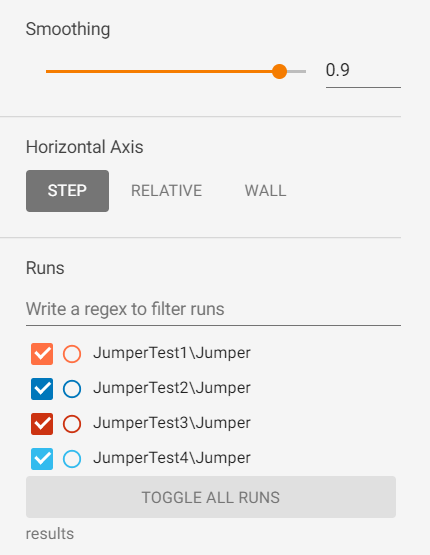 Smoothing
0.9
Horizontal Axis
STEP RELATIVE WALL
Runs
Write a regex to filter runs
JumperTest1\Jumper
JumperTest2\Jumper
JumperTest3\Jumper
JumperTest4\Jumper
TOGGLE ALL RUNS
results